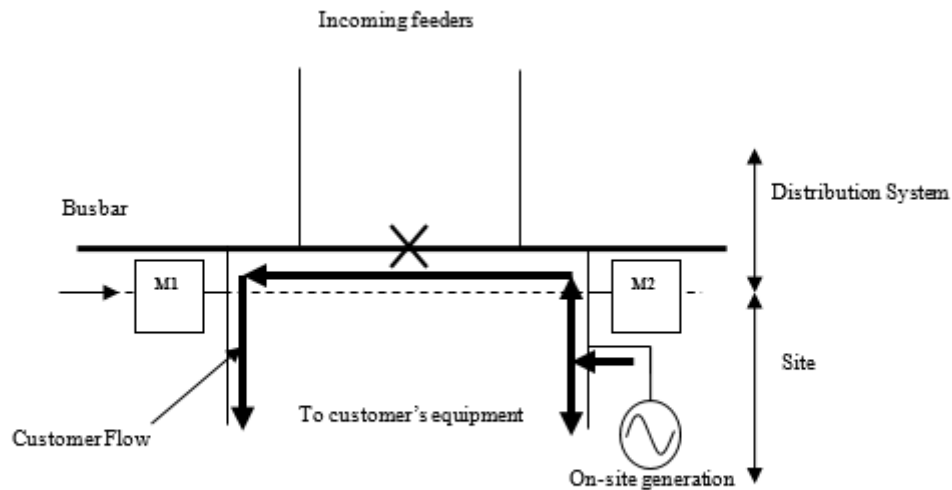 Incoming feeders
Distribution System
Busbar
M1
M2
Site
To customer's equipment
Customer Flow
On-site generation